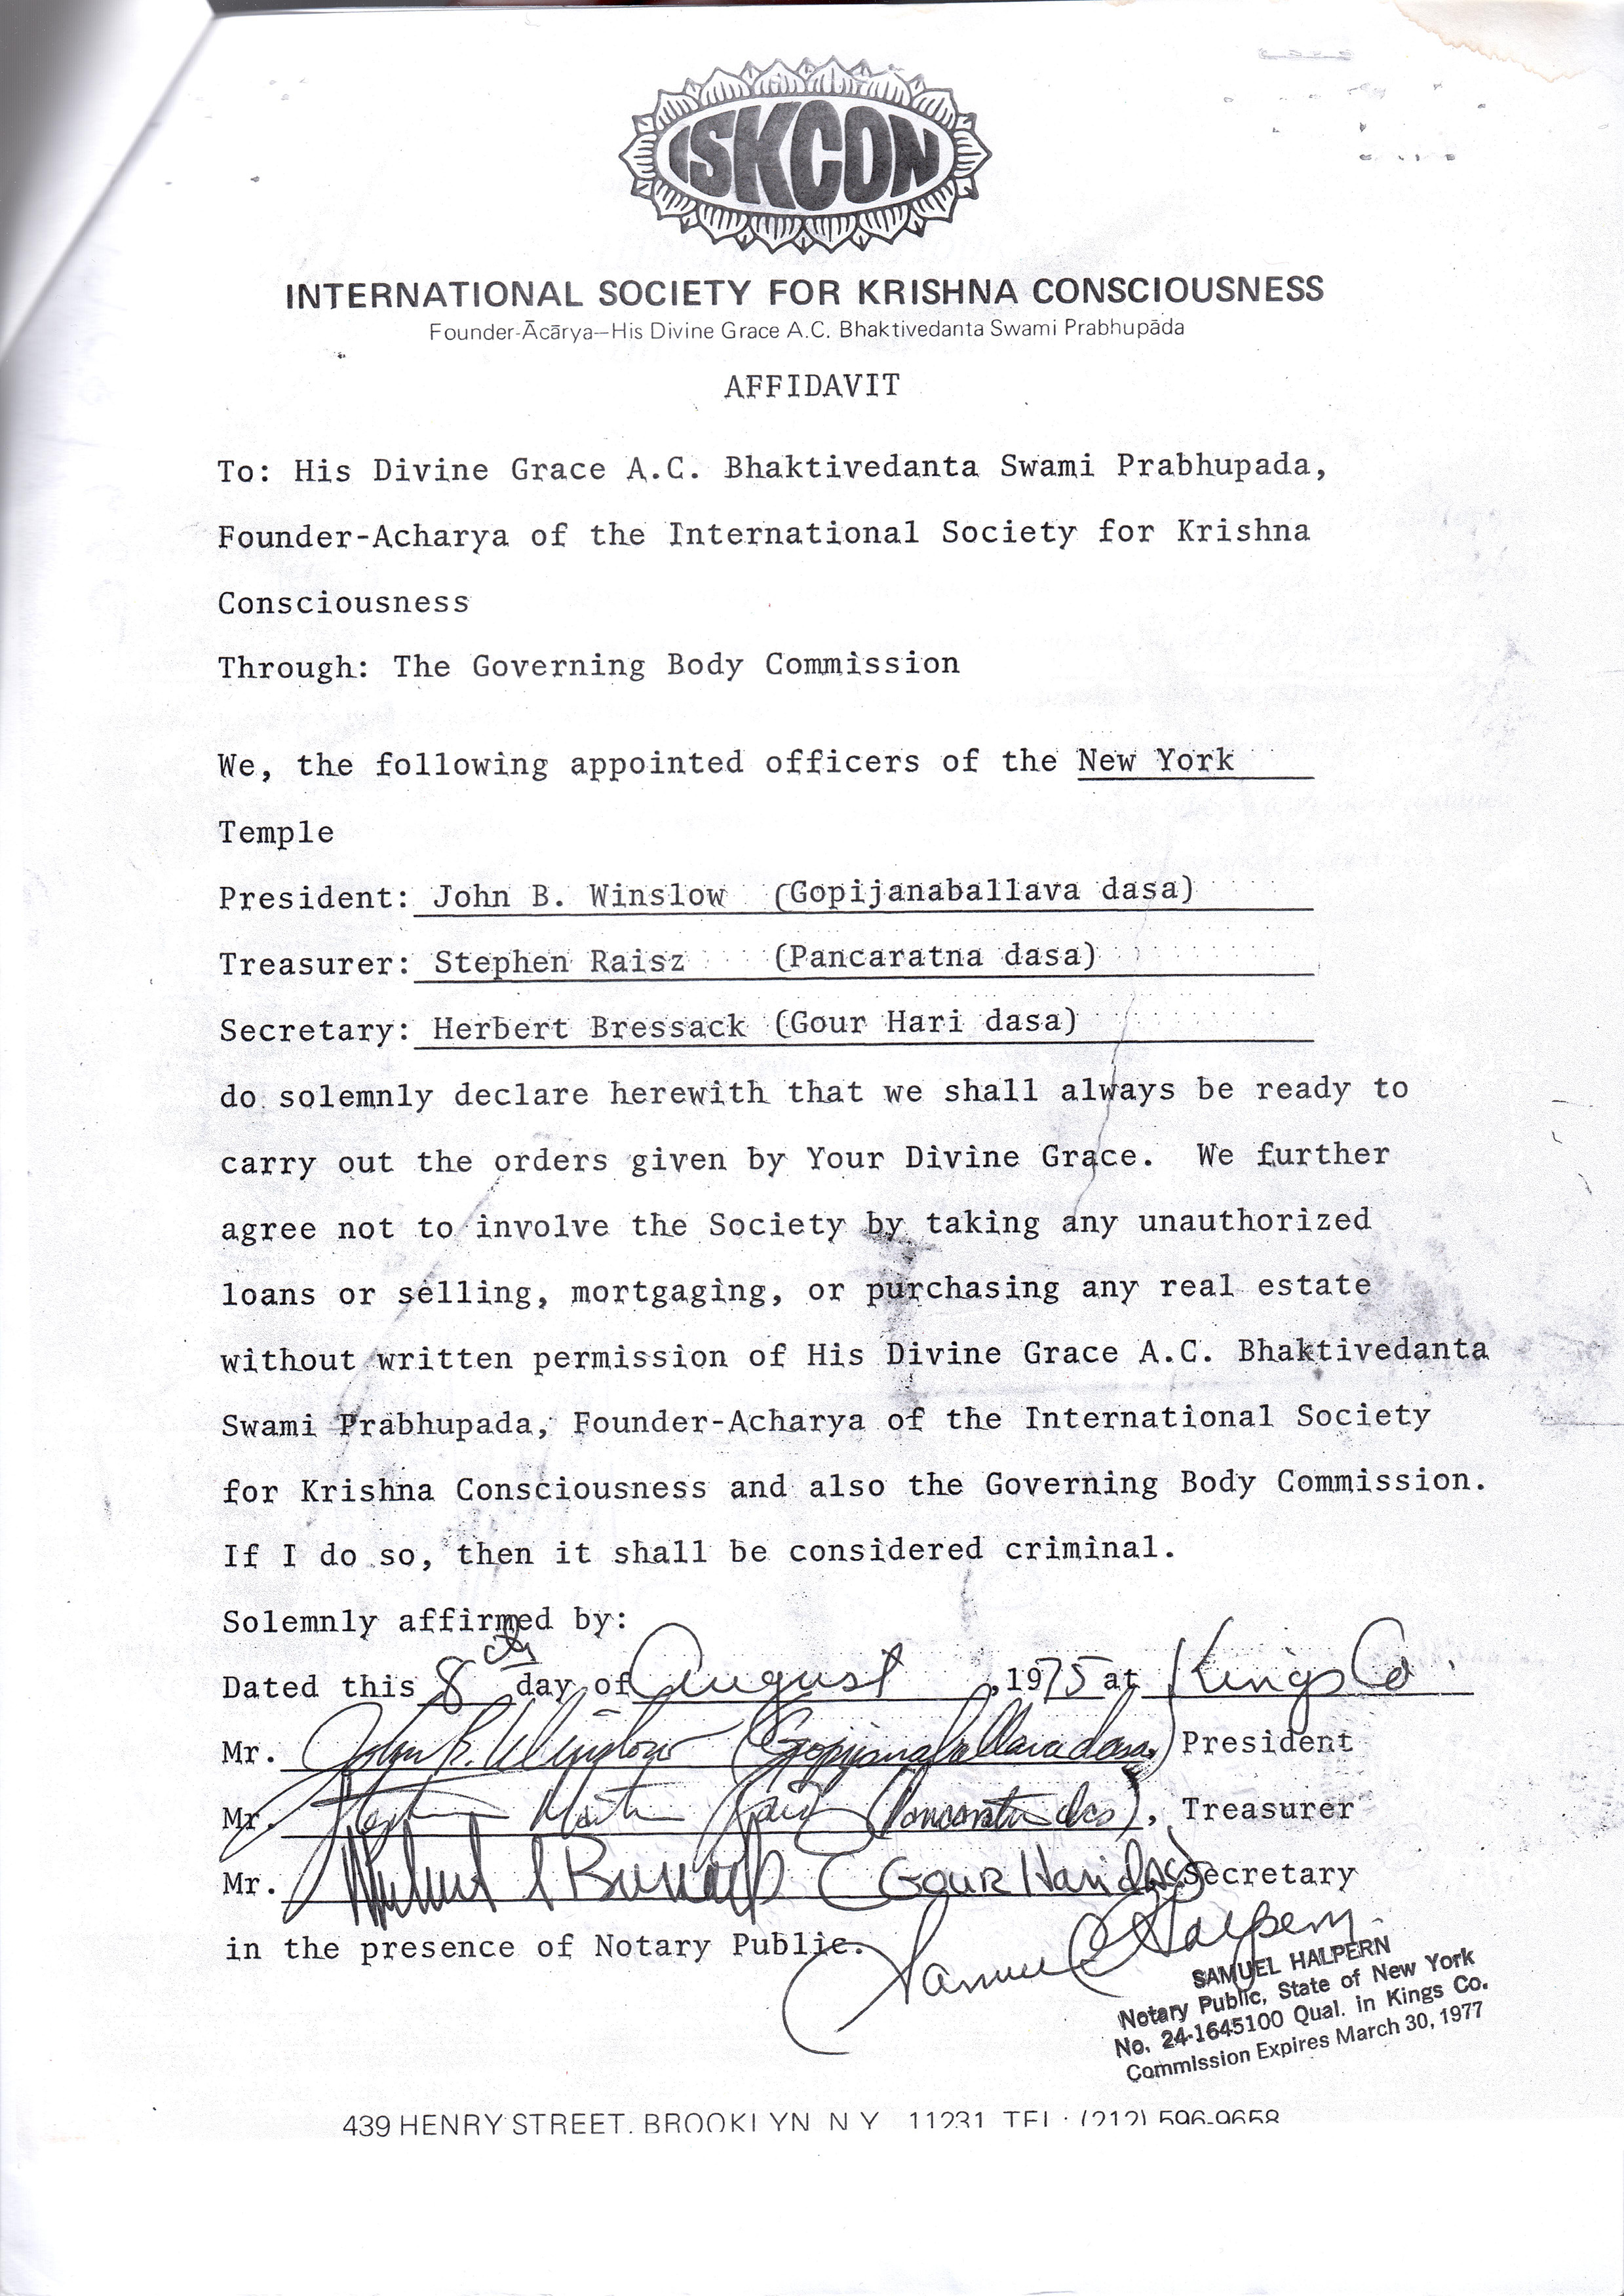 ISKCON
INTERNATIONAL SOCIETY FOR KRISHNA CONSCIOUSNESS
Founder-Ācārya—His Divine Grace A.C. Bhaktivedanta Swami Prabhupāda
AFFIDAVIT
To: His Divine Grace A.C. Bhaktivedanta Swami Prabhupada,
Founder-Acharya of the International Society for Krishna
Consciousness
Through: The Governing Body Commission
We, the following appointed officers of the New York
Temple
President: John B. Winslow (Gopijanaballava dasa)
Treasurer: Stephen Raisz (Pancaratna dasa)
Secretary: Herbert Bressack (Gour Hari dasa)
do solemnly declare herewith that we shall always be ready to
carry out the orders given by Your Divine Grace. We further
agree not to involve the Society by taking any unauthorized
loans or selling, mortgaging, or purchasing any real estate
without written permission of His Divine Grace A.C. Bhaktivedanta
Swami Prabhupada, Founder-Acharya of the International Society
for Krishna Consciousness and also the Governing Body Commission.
If I do so, then it shall be considered criminal.
Solemnly affirmed by:
Dated this 8th day of August, 1975 at Kings Co.
Mr. John B. Winslow (Gopijanaballavadasa) President
Mr. Stephen Martin Raisz (Pancaratna das), Treasurer
Mr. Herbert Bressack (Gour Hari das) Secretary
in the presence of Notary Public. Samuel Halpern
SAMUEL HALPERN
Notary Public, State of New York
No. 24-1645100 Qual. in Kings Co.
Commission Expires March 30, 1977
439 HENRY STREET, BROOKLYN N Y 11231 TEL: (212) 596-9658